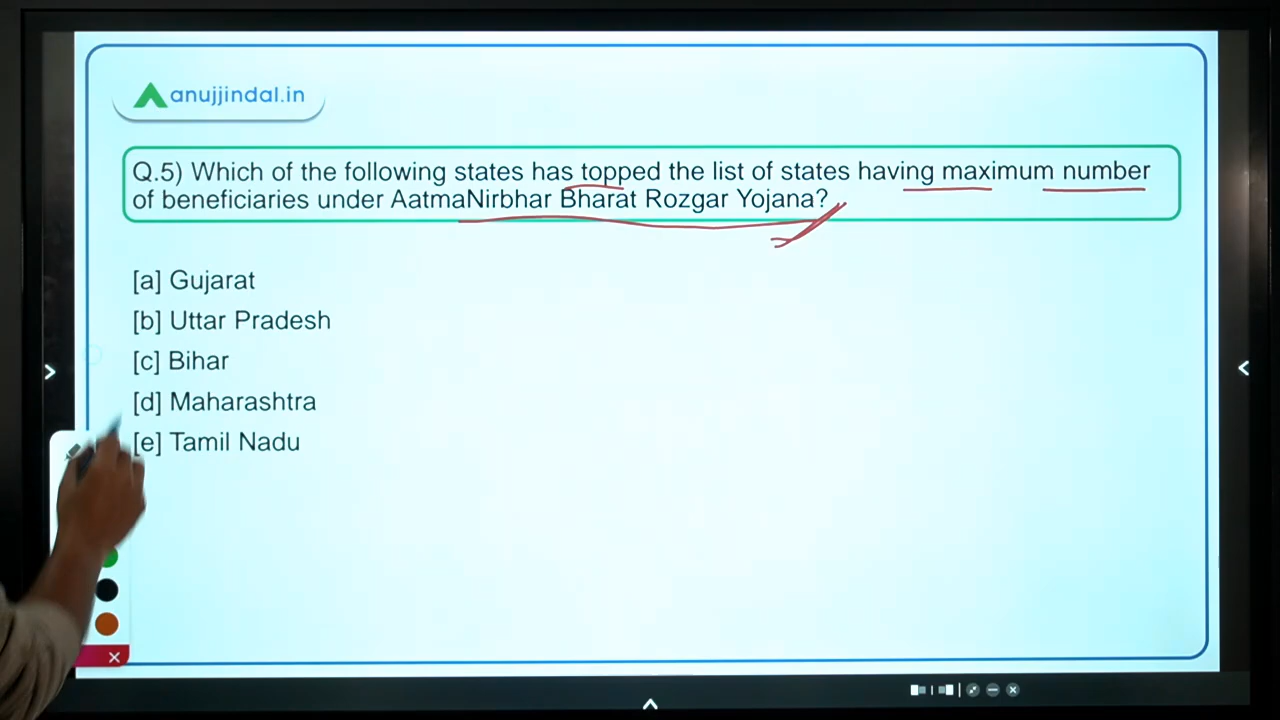 anujjindal.in
Q.5) Which of the following states has topped the list of states having maximum number
of beneficiaries under AatmaNirbhar Bharat Rozgar Yojana?
[a] Gujarat
[b] Uttar Pradesh
[c] Bihar
[d] Maharashtra
[e] Tamil Nadu